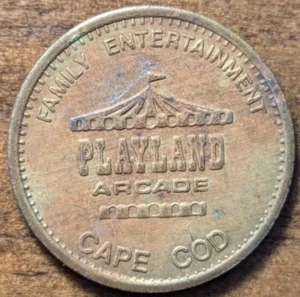 FAMILY ENTERTAINMENT
PLAYLAND
ARCADE
CAPE COD